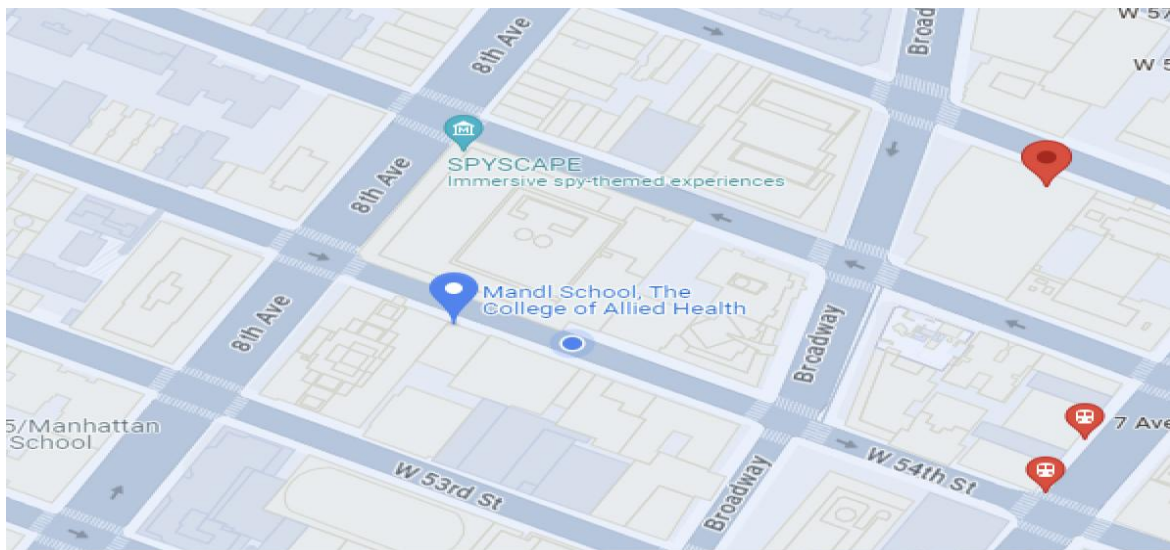 W 57
Broad
8th Ave
W 5
SPYSCAPE
Immersive spy-themed experiences
8th Ave
Mandl School, The
College of Allied Health
8th Ave
Broadway
5/Manhattan
School
7 Ave
W 54th St
W 53rd St
Broadway